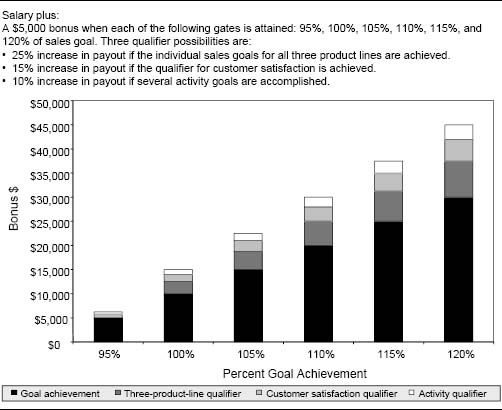 Salary plus:
A $5,000 bonus when each of the following gates is attained: 95%, 100%, 105%, 110%, 115%, and
120% of sales goal. Three qualifier possibilities are:
• 25% increase in payout if the individual sales goals for all three product lines are achieved.
• 15% increase in payout if the qualifier for customer satisfaction is achieved.
• 10% increase in payout if several activity goals are accomplished.
$50,000
$45,000
$40,000
$35,000
$30,000
$25,000
$20,000
$15,000
$10,000
$5,000
$0
Bonus $
95% 100% 105% 110% 115% 120%
Percent Goal Achievement
Goal achievement Three-product-line qualifier Customer satisfaction qualifier Activity qualifier